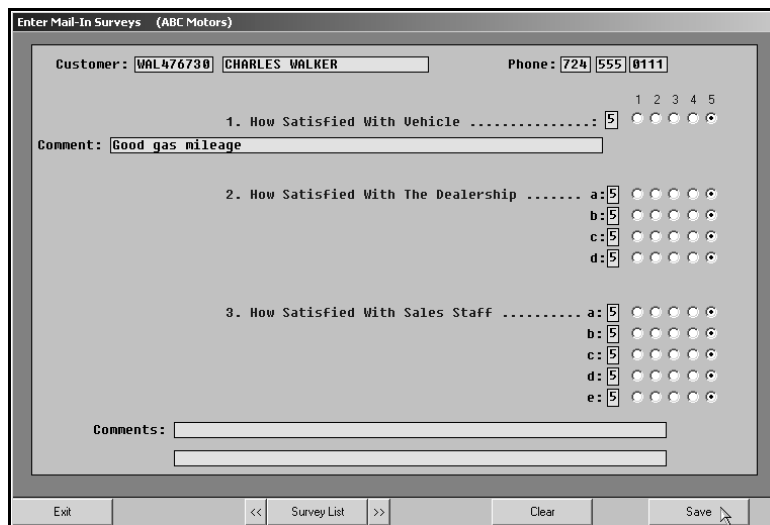 Enter Mail-In Surveys (ABC Motors)
Customer: WAL476730 CHARLES WALKER Phone: 724 555 0111
1 2 3 4 5
1. How Satisfied With Vehicle ...............: 5
Comment: Good gas mileage
2. How Satisfied With The Dealership ....... a: 5
b: 5
c: 5
d: 5
3. How Satisfied With Sales Staff .......... a: 5
b: 5
c: 5
d: 5
e: 5
Comments:
Exit << Survey List >> Clear Save